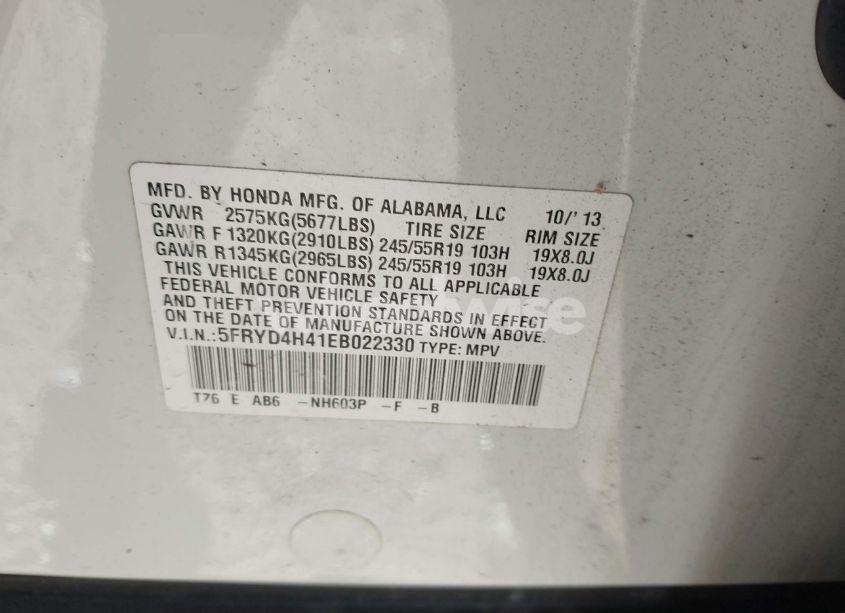 MFD. BY HONDA MFG. OF ALABAMA, LLC 10/'13
GVWR 2575KG(5677LBS) TIRE SIZE RIM SIZE
GAWR F 1320KG(2910LBS) 245/55R19 103H 19X8.0J
GAWR R1345KG(2965LBS) 245/55R19 103H 19X8.0J
THIS VEHICLE CONFORMS TO ALL APPLICABLE
FEDERAL MOTOR VEHICLE SAFETY
AND THEFT PREVENTION STANDARDS IN EFFECT
ON THE DATE OF MANUFACTURE SHOWN ABOVE.
V.I.N.:5FRYD4H41EB022330 TYPE: MPV
T76 E AB6 -NH603P -F -B